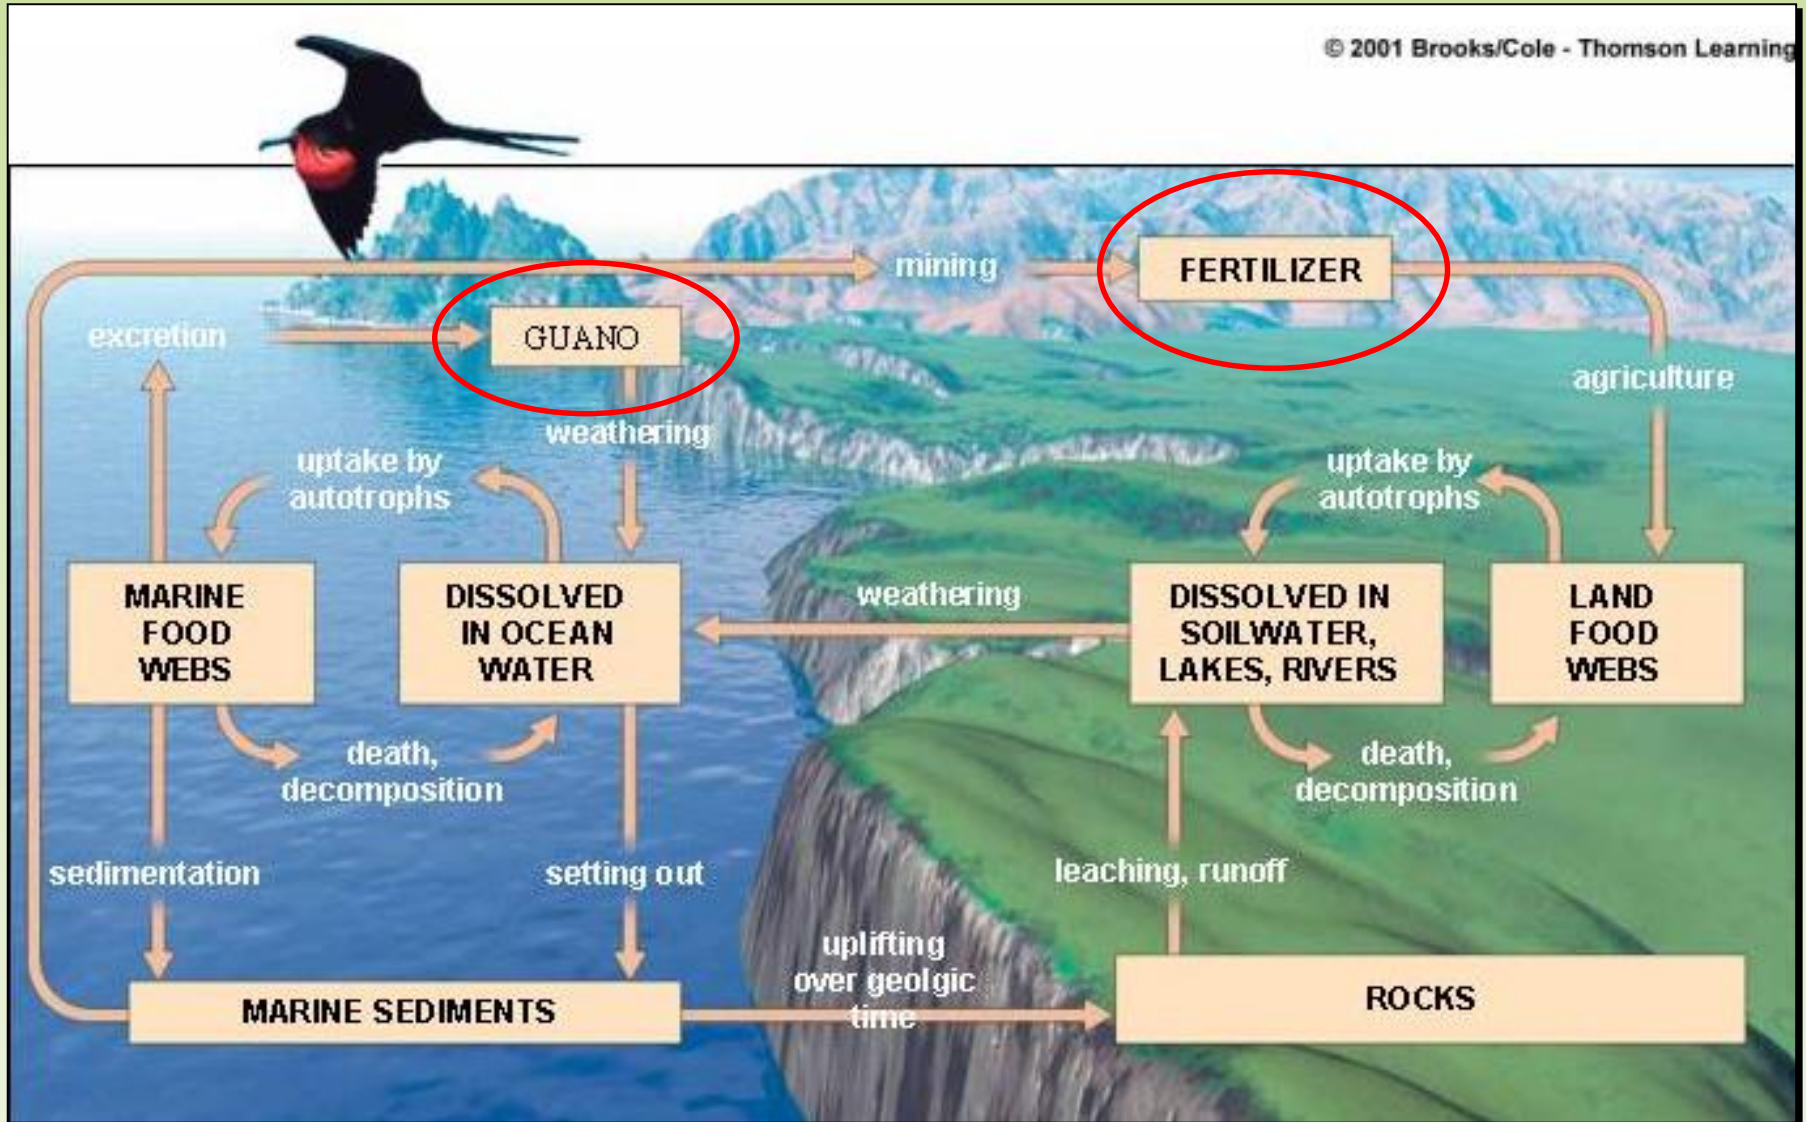 © 2001 Brooks/Cole - Thomson Learning
mining
FERTILIZER
excretion
GUANO
agriculture
weathering
uptake by
autotrophs
uptake by
autotrophs
MARINE
FOOD
WEBS
DISSOLVED
IN OCEAN
WATER
weathering
DISSOLVED IN
SOILWATER,
LAKES, RIVERS
LAND
FOOD
WEBS
death,
decomposition
death,
decomposition
sedimentation
setting out
leaching, runoff
uplifting
over geolgic
time
MARINE SEDIMENTS
ROCKS